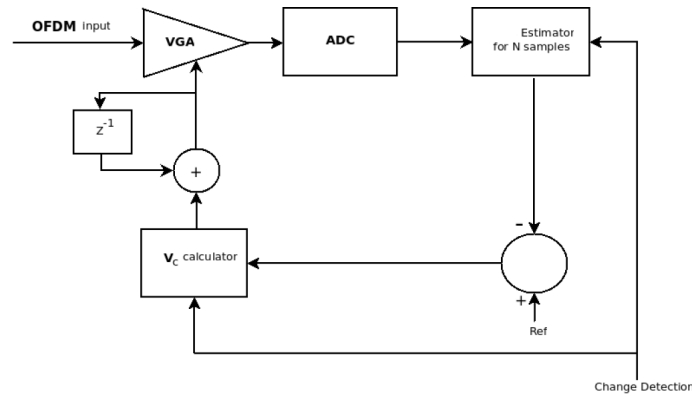 OFDM input
VGA
ADC
Estimator
for N samples
Z-1
+
Vc calculator
-
+
Ref
Change Detection